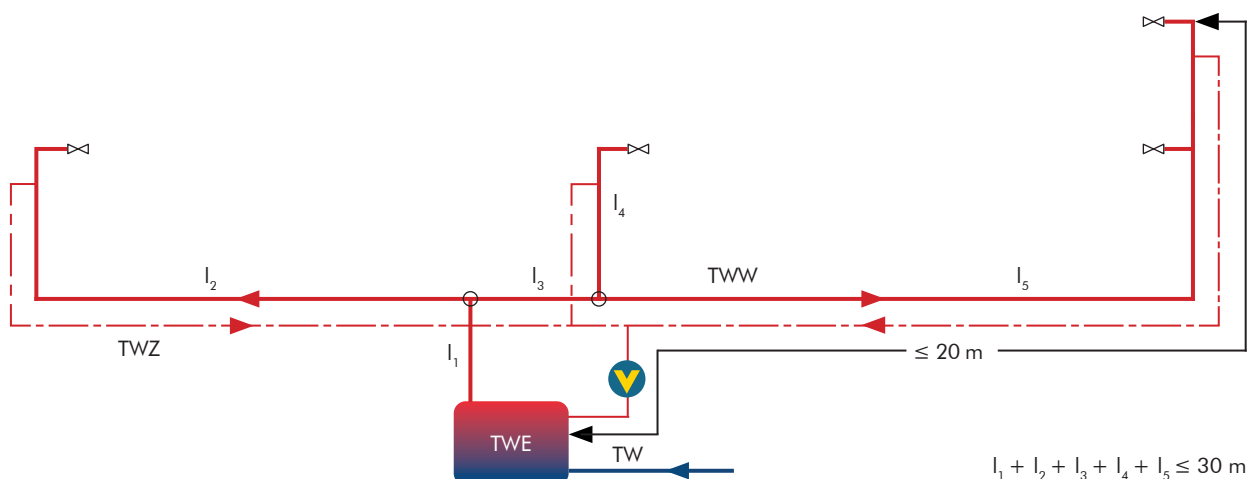 l₄
l₂
l₃
TWW
l₅
TWZ
l₁
≤ 20 m
TWE
TW
l₁ + l₂ + l₃ + l₄ + l₅ ≤ 30 m